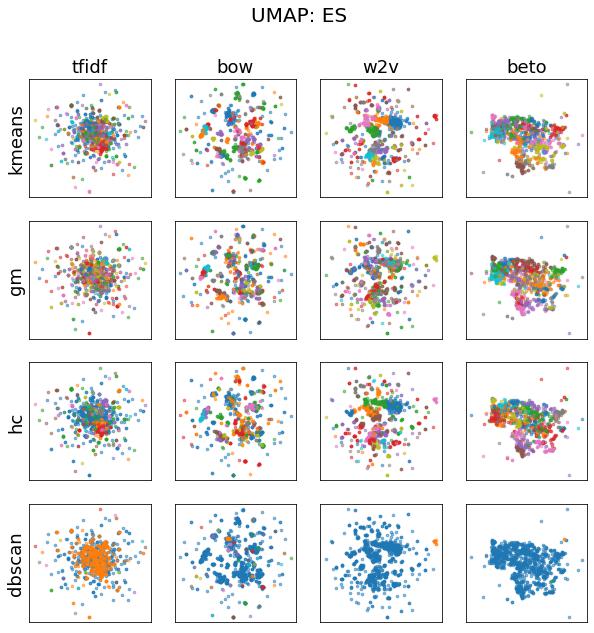 UMAP: ES
tfidf
bow
w2v
beto
kmeans
gm
hc
dbscan